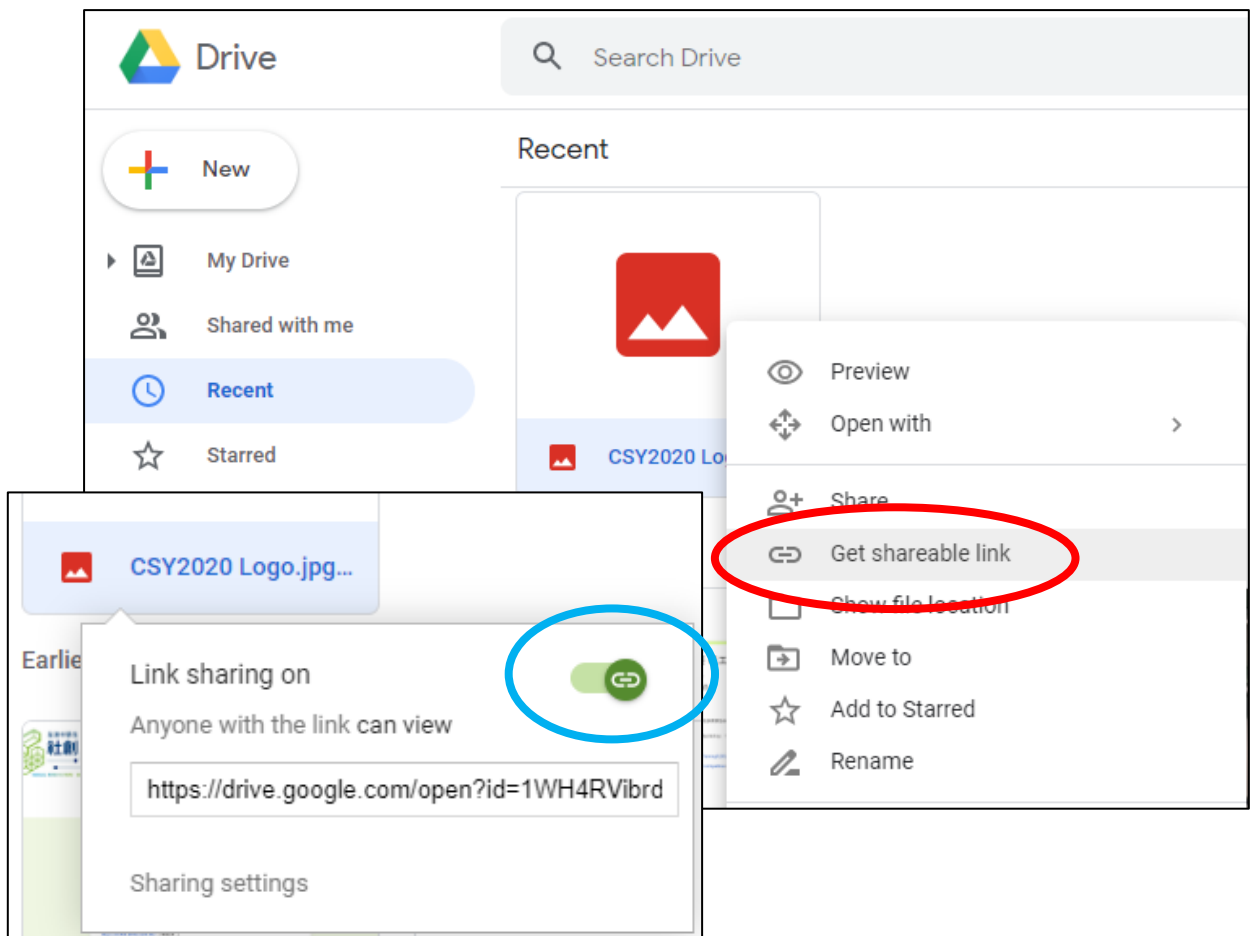 Drive
Search Drive
New
Recent
My Drive
Shared with me
Recent
Starred
CSY2020 Lo
Preview
Open with
Share
Get shareable link
Show file location
Move to
Add to Starred
Rename
CSY2020 Logo.jpg...
Earlie
Link sharing on
Anyone with the link can view
https://drive.google.com/open?id=1WH4RVibrd
Sharing settings
社創